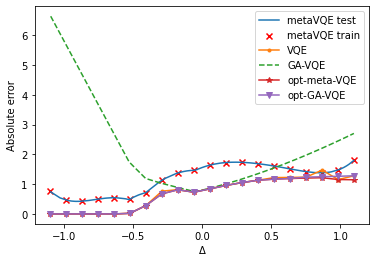 metaVQE test
metaVQE train
VQE
GA-VQE
opt-meta-VQE
opt-GA-VQE
Absolute error
6
5
4
3
2
1
0
−1.0
−0.5
0.0
0.5
1.0
Δ